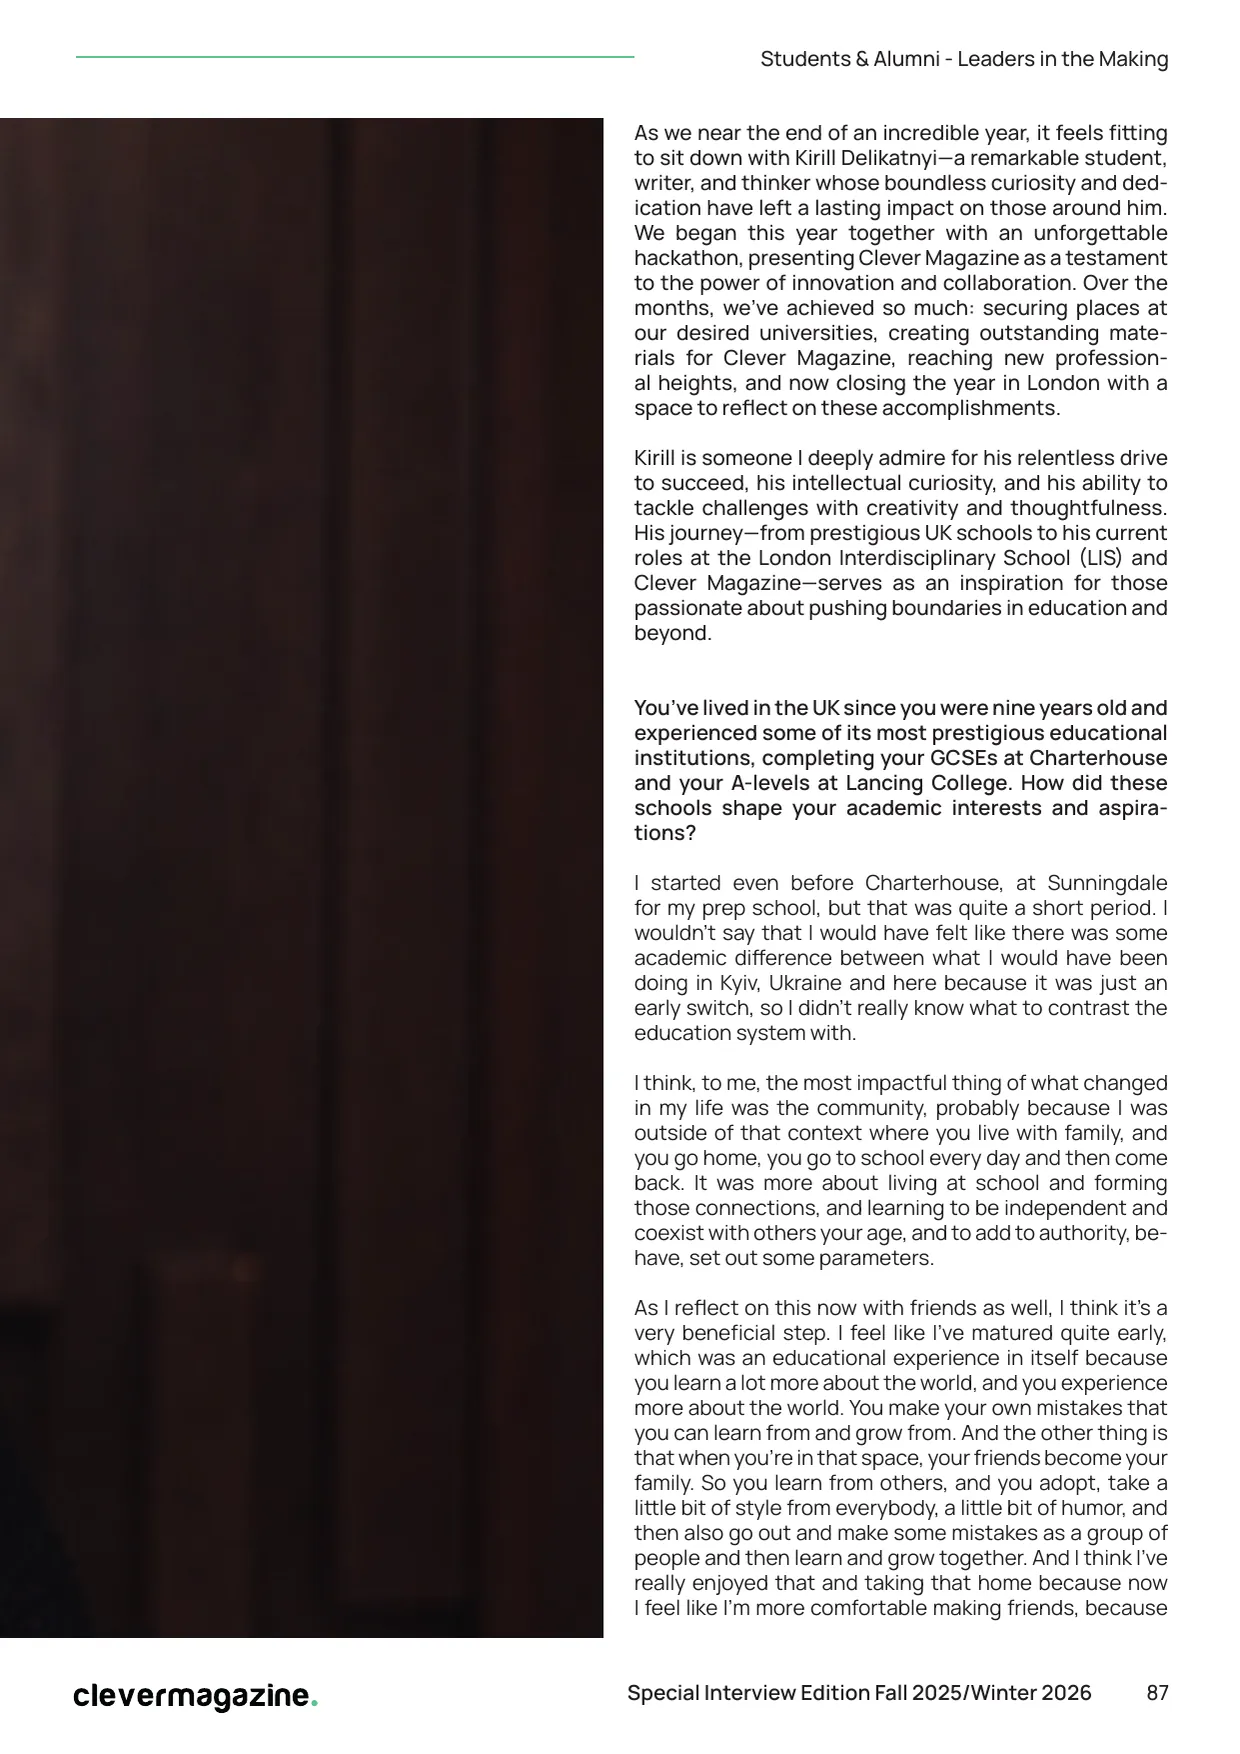 Students & Alumni - Leaders in the Making
As we near the end of an incredible year, it feels fitting
to sit down with Kirill Delikatnyi—a remarkable student,
writer, and thinker whose boundless curiosity and ded-
ication have left a lasting impact on those around him.
We began this year together with an unforgettable
hackathon, presenting Clever Magazine as a testament
to the power of innovation and collaboration. Over the
months, we’ve achieved so much: securing places at
our desired universities, creating outstanding mate-
rials for Clever Magazine, reaching new profession-
al heights, and now closing the year in London with a
space to reflect on these accomplishments.
Kirill is someone I deeply admire for his relentless drive
to succeed, his intellectual curiosity, and his ability to
tackle challenges with creativity and thoughtfulness.
His journey—from prestigious UK schools to his current
roles at the London Interdisciplinary School (LIS) and
Clever Magazine—serves as an inspiration for those
passionate about pushing boundaries in education and
beyond.
You’ve lived in the UK since you were nine years old and
experienced some of its most prestigious educational
institutions, completing your GCSEs at Charterhouse
and your A-levels at Lancing College. How did these
schools shape your academic interests and aspira-
tions?
I started even before Charterhouse, at Sunningdale
for my prep school, but that was quite a short period. I
wouldn’t say that I would have felt like there was some
academic difference between what I would have been
doing in Kyiv, Ukraine and here because it was just an
early switch, so I didn’t really know what to contrast the
education system with.
I think, to me, the most impactful thing of what changed
in my life was the community, probably because I was
outside of that context where you live with family, and
you go home, you go to school every day and then come
back. It was more about living at school and forming
those connections, and learning to be independent and
coexist with others your age, and to add to authority, be-
have, set out some parameters.
As I reflect on this now with friends as well, I think it’s a
very beneficial step. I feel like I’ve matured quite early,
which was an educational experience in itself because
you learn a lot more about the world, and you experience
more about the world. You make your own mistakes that
you can learn from and grow from. And the other thing is
that when you’re in that space, your friends become your
family. So you learn from others, and you adopt, take a
little bit of style from everybody, a little bit of humor, and
then also go out and make some mistakes as a group of
people and then learn and grow together. And I think I’ve
really enjoyed that and taking that home because now
I feel like I’m more comfortable making friends, because
clevermagazine.
Special Interview Edition Fall 2025/Winter 2026 87